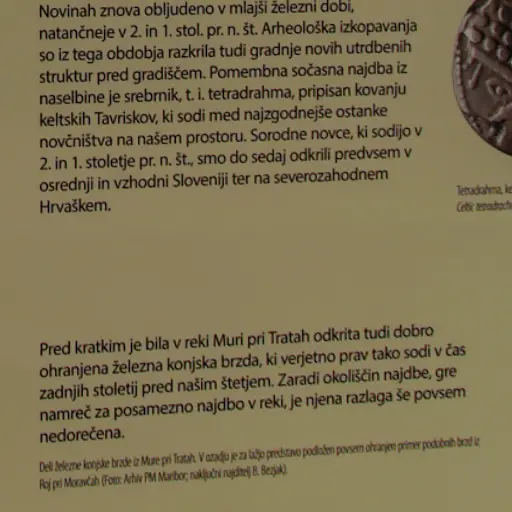 Novinah znova obljudeno v mlajši železni dobi,
natančneje v 2. in 1. stol. pr. n. št. Arheološka izkopavanja
so iz tega obdobja razkrila tudi gradnje novih utrdbenih
struktur pred gradiščem. Pomembna sočasna najdba iz
naselbine je srebrnik, t. i. tetradrahma, pripisan kovanju
keltskih Tavriskov, ki sodi med najzgodnejše ostanke
novčništva na našem prostoru. Sorodne novce, ki sodijo v
2. in 1. stoletje pr. n. št., smo do sedaj odkrili predvsem v
osrednji in vzhodni Sloveniji ter na severozahodnem
Hrvaškem.
Tetradrahma, ke
Celtic tetradrach
Pred kratkim je bila v reki Muri pri Tratah odkrita tudi dobro
ohranjena železna konjska brzda, ki verjetno prav tako sodi v čas
zadnjih stoletij pred našim štetjem. Zaradi okoliščin najdbe, gre
namreč za posamezno najdbo v reki, je njena razlaga še povsem
nedorečena.
Deli železne konjske brzde iz Mure pri Tratah. V ozadju je za lažjo predstavo podložen povsem ohranjen primer podobnih brzd iz
Roj pri Moravčah (Foto: Arhiv PM Maribor; naključni najditelj B. Bezjak).